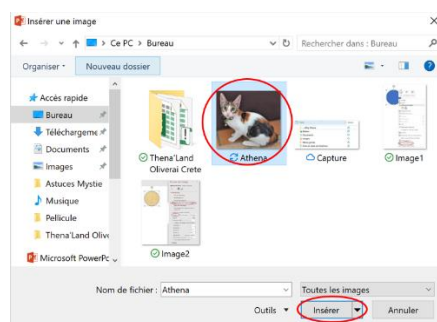 Insérer une image
Ce PC > Bureau
Rechercher dans : Bureau
Organiser
Nouveau dossier
Accès rapide
Bureau
Téléchargeme
Documents
Images
Astuces Mystie
Musique
Pellicule
Thena'Land Olive
Microsoft PowerPo
Thena'Land
Oliverai Crete
Athena
Capture
Image1
Image2
Nom de fichier : Athena
Toutes les images
Outils
Insérer
Annuler